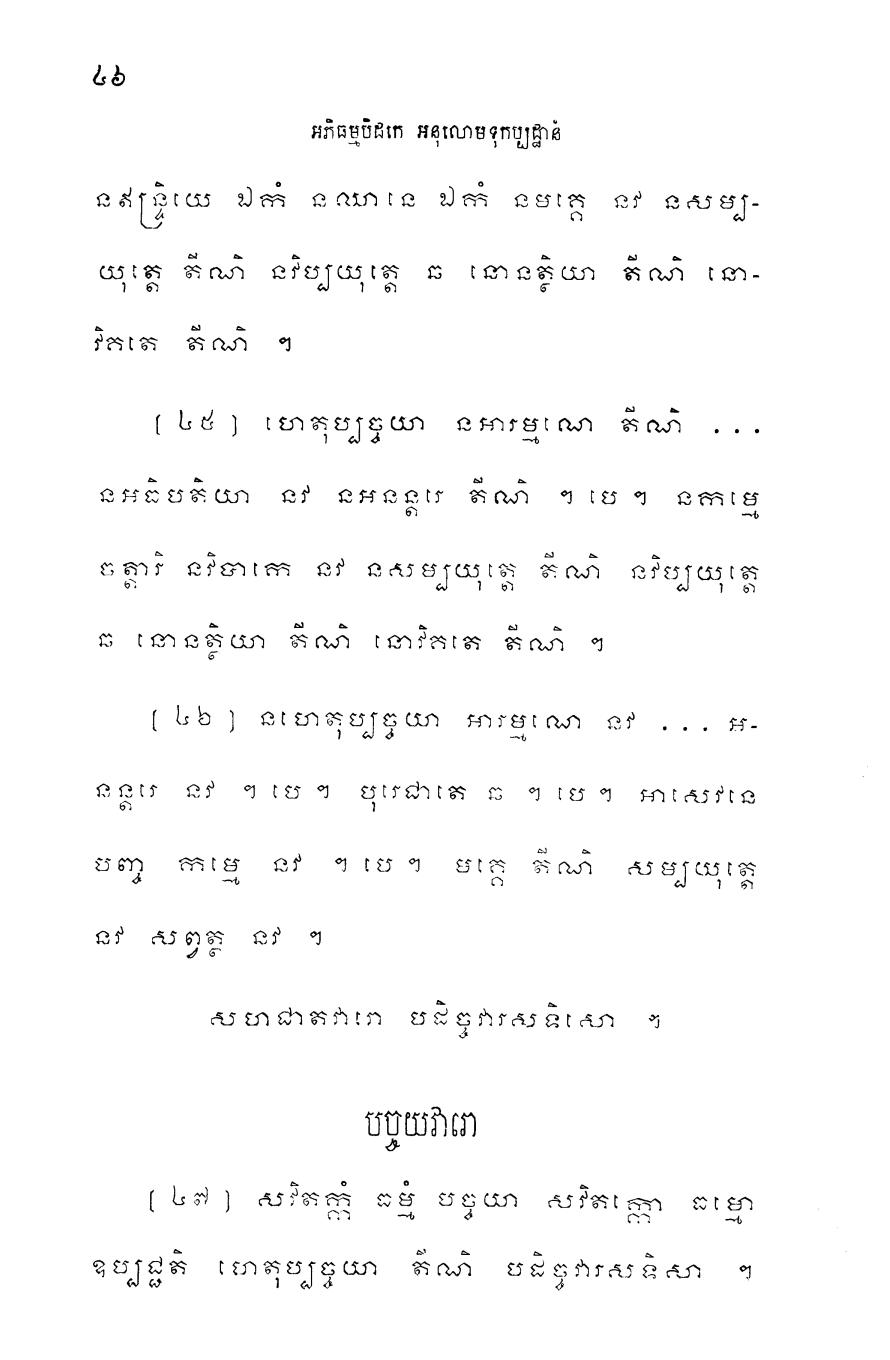 ៤៦
អភិធម្មបិដកេ អនុលោមទុកប្បដ្ឋានំ
នឥន្ទ្រិយេ ឯកំ នឈានេ ឯកំ នមគ្គេ នវ នសម្ប-
យុត្តេ តីណិ នវិប្បយុត្តេ ឆ នោនត្ថិយា តីណិ នោ-
វិគតេ តីណិ ។
[ ៤៥ ] ហេតុប្បច្ចយា នអារម្មណេ តីណិ ...
នអធិបតិយា នវ នអនន្តរេ តីណិ ។ បេ ។ នកម្មេ
ចត្តារិ នវិបាកេ នវ នសម្បយុត្តេ តីណិ នវិប្បយុត្តេ
ឆ នោនត្ថិយា តីណិ នោវិគតេ តីណិ ។
[ ៤៦ ] នហេតុប្បច្ចយា អារម្មណេ នវ ... អ-
នន្តរេ នវ ។ បេ ។ បុរេជាតេ ឆ ។ បេ ។ អាសេវនេ
បញ្ច កម្មេ នវ ។ បេ ។ មគ្គេ តីណិ សម្បយុត្តេ
នវ សព្វត្ថ នវ ។
សហជាតវារោ បដិច្ចវារសទិសោ ។
បច្ចយវារោ
[ ៤៧ ] សវិតក្កំ ធម្មំ បច្ចយា សវិតក្កោ ធម្មោ
ឧប្បជ្ជតិ ហេតុប្បច្ចយា តីណិ បដិច្ចវារសទិសា ។